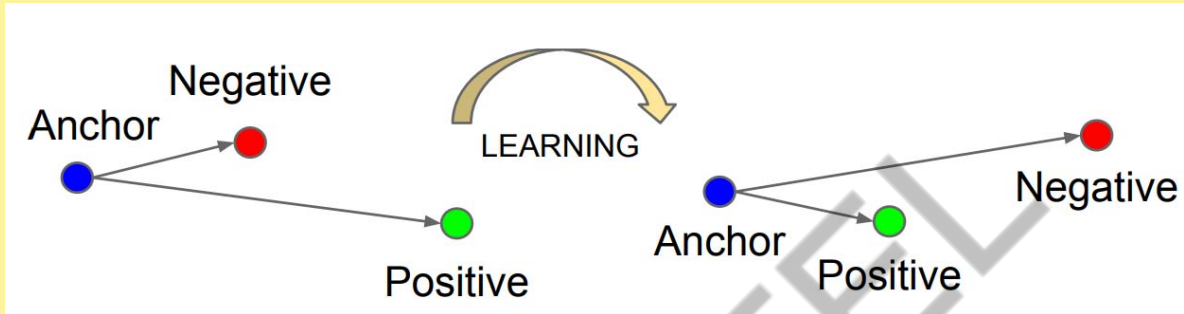 Negative
Anchor
Positive
LEARNING
Negative
Anchor
Positive